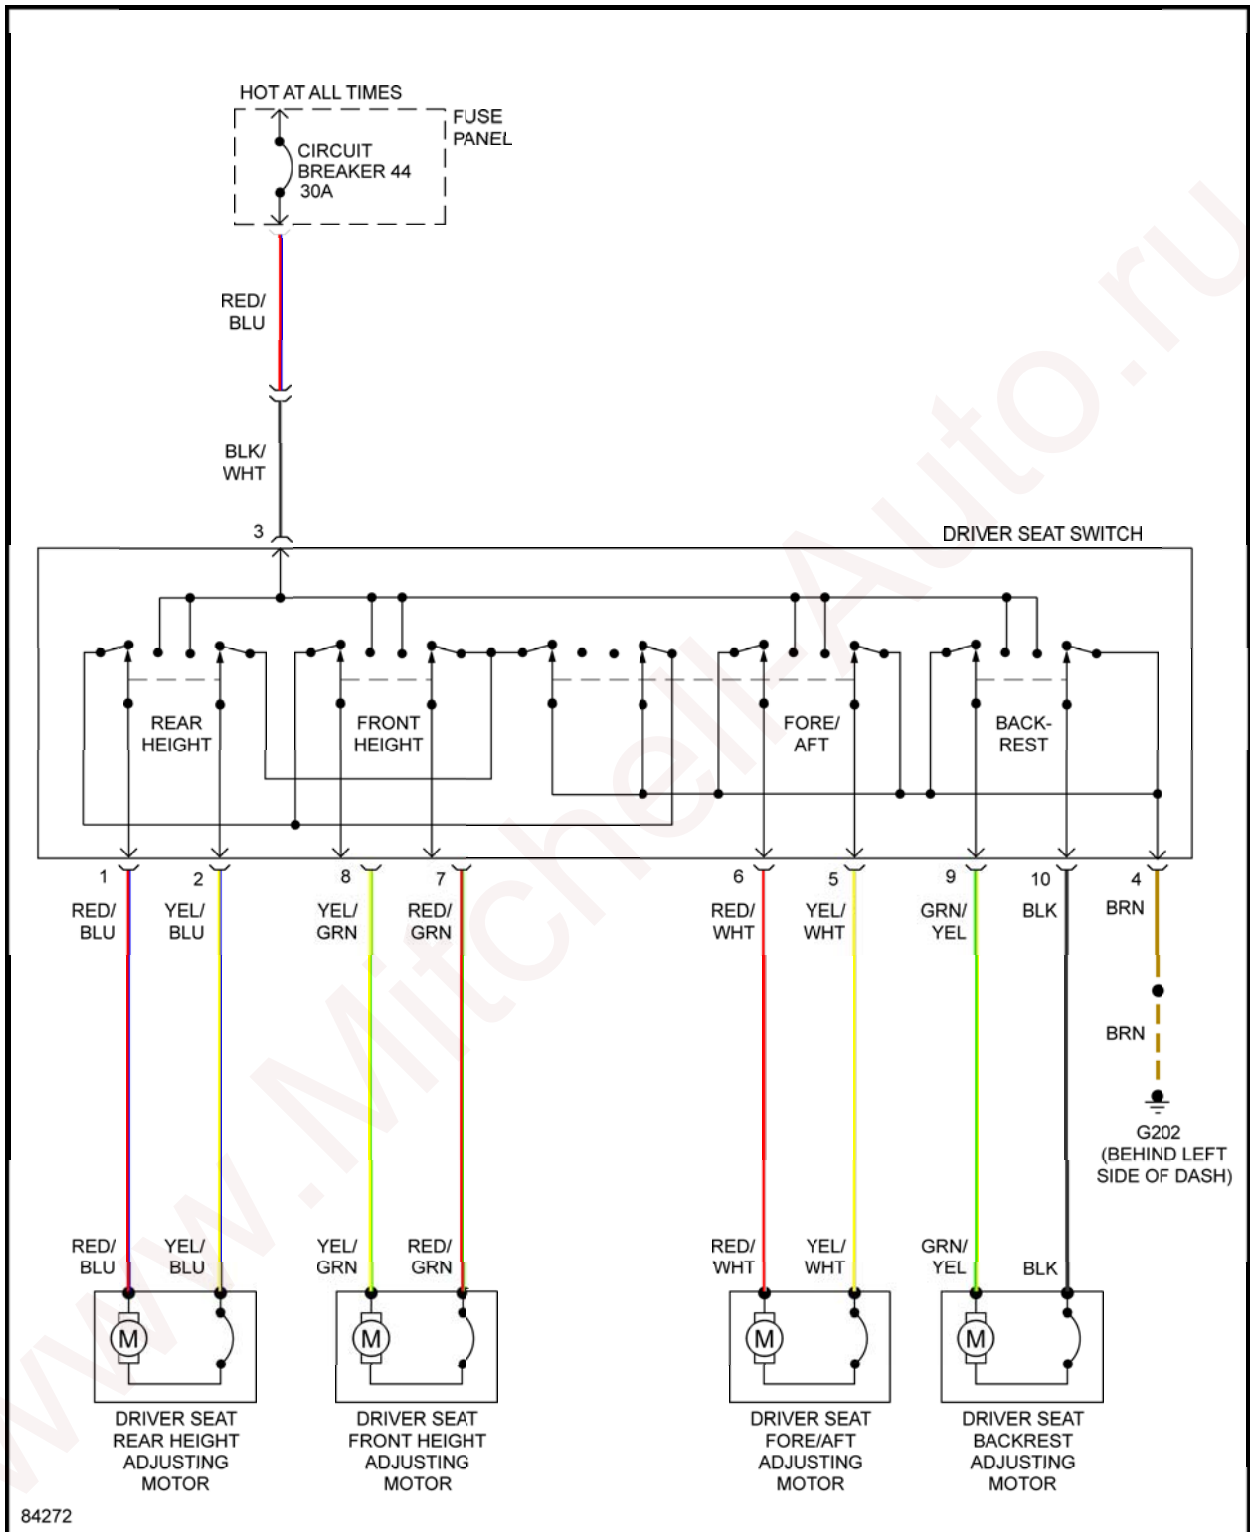 HOT AT ALL TIMES
FUSE
PANEL
CIRCUIT
BREAKER 44
30A
RED/
BLU
BLK/
WHT
3
DRIVER SEAT SWITCH
REAR
HEIGHT
FRONT
HEIGHT
FORE/
AFT
BACK-
REST
1
2
8
7
6
5
9
10
4
RED/
BLU
YEL/
BLU
YEL/
GRN
RED/
GRN
RED/
WHT
YEL/
WHT
GRN/
YEL
BLK
BRN
BRN
G202
(BEHIND LEFT
SIDE OF DASH)
RED/
BLU
YEL/
BLU
YEL/
GRN
RED/
GRN
RED/
WHT
YEL/
WHT
GRN/
YEL
BLK
M
M
M
M
DRIVER SEAT
REAR HEIGHT
ADJUSTING
MOTOR
DRIVER SEAT
FRONT HEIGHT
ADJUSTING
MOTOR
DRIVER SEAT
FORE/AFT
ADJUSTING
MOTOR
DRIVER SEAT
BACKREST
ADJUSTING
MOTOR
84272
www.Mitchell-Auto.ru